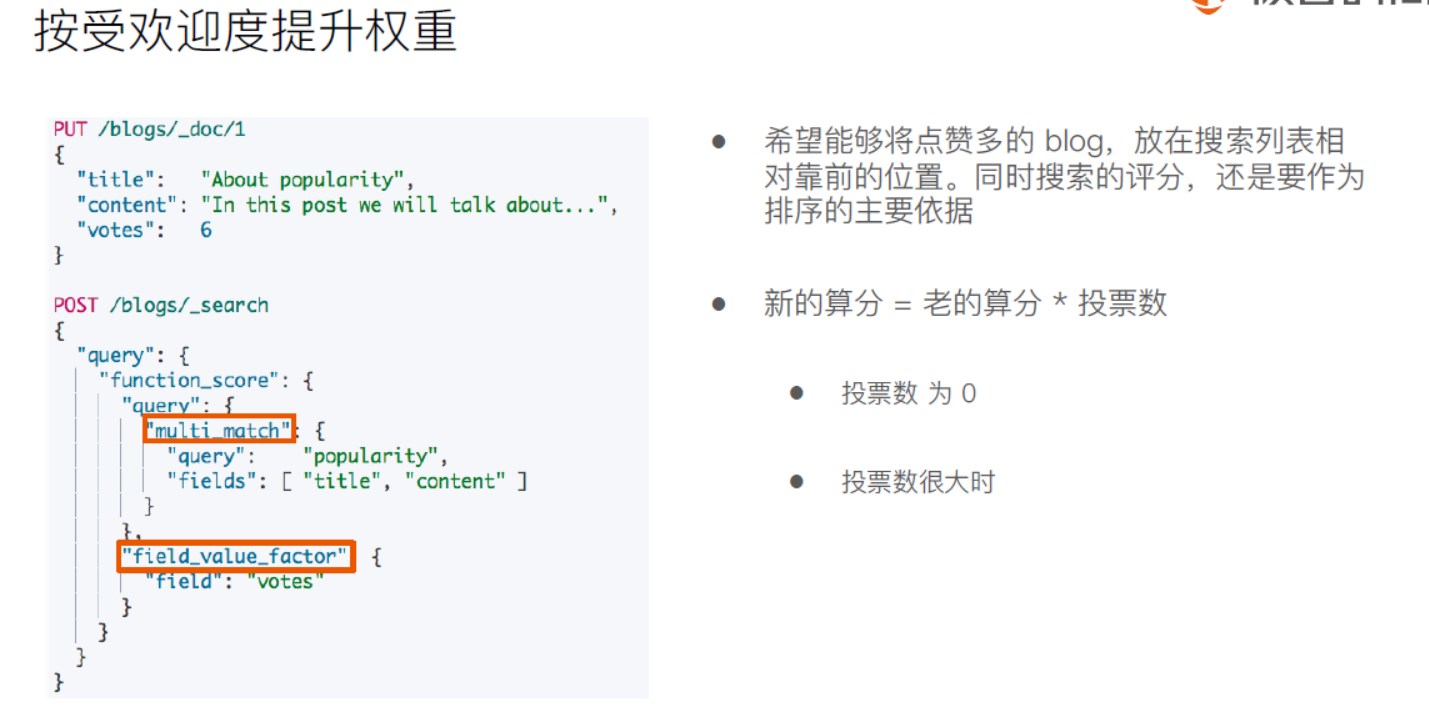 按受欢迎度提升权重
PUT /blogs/_doc/1
{
"title": "About popularity",
"content": "In this post we will talk about...",
"votes": 6
}
POST /blogs/_search
{
"query": {
"function_score": {
"query": {
"multi_match": {
"query": "popularity",
"fields": [ "title", "content" ]
}
},
"field_value_factor": {
"field": "votes"
}
}
}
}
● 希望能够将点赞多的 blog，放在搜索列表相
对靠前的位置。同时搜索的评分，还是要作为
排序的主要依据
● 新的算分 = 老的算分 * 投票数
● 投票数 为 0
● 投票数很大时